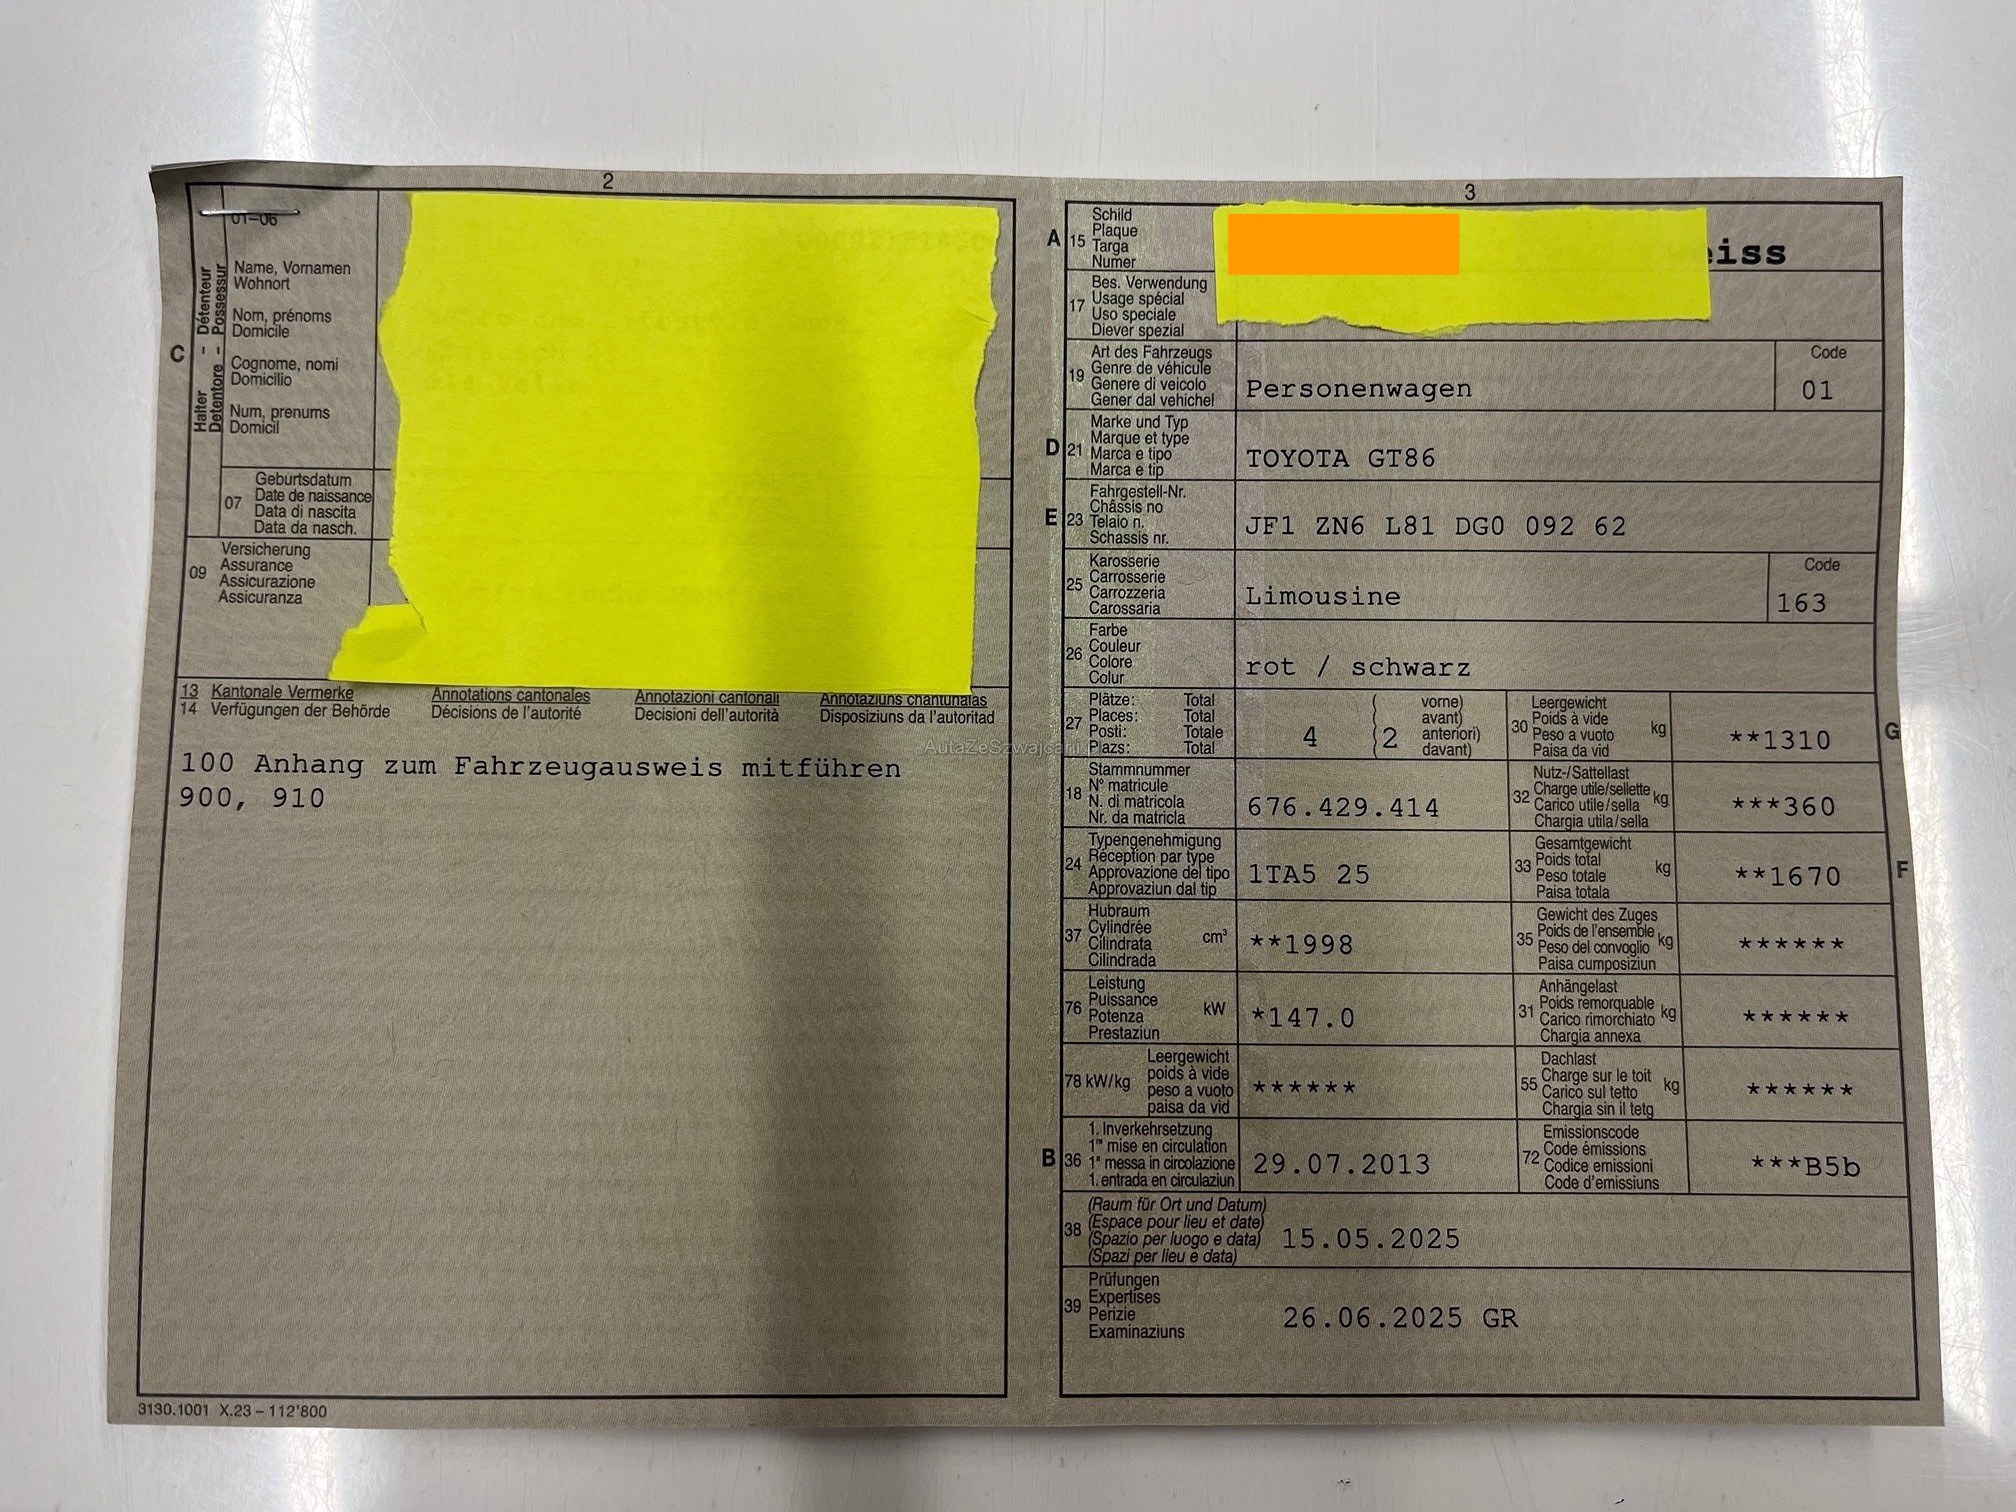 2
01–06
Halter - Détenteur
Detentore - Possessur
C
Name, Vornamen
Wohnort
Nom, prénoms
Domicile
Cognome, nomi
Domicilio
Num, prenums
Domicil
07
Geburtsdatum
Date de naissance
Data di nascita
Data da nasch.
09
Versicherung
Assurance
Assicurazione
Assicuranza
13 Kantonale Vermerke Annotations cantonales Annotazioni cantonali Annotaziuns chantunalas
14 Verfügungen der Behörde Décisions de l'autorité Decisioni dell'autorità Disposiziuns da l'autoritad
100 Anhang zum Fahrzeugausweis mitführen
900, 910
3130.1001 X.23 – 112'800
AutaZeSzwajcarii
3
A 15
Schild
Plaque
Targa
Numer
eiss
17
Bes. Verwendung
Usage spécial
Uso speciale
Diever spezial
19
Art des Fahrzeugs
Genre de véhicule
Genere di veicolo
Gener dal vehichel
Personenwagen
Code
01
D 21
Marke und Typ
Marque et type
Marca e tipo
Marca e tip
TOYOTA GT86
E 23
Fahrgestell-Nr.
Châssis no
Telaio n.
Schassis nr.
JF1 ZN6 L81 DG0 092 62
25
Karosserie
Carrosserie
Carrozzeria
Carossaria
Limousine
Code
163
26
Farbe
Couleur
Colore
Colur
rot / schwarz
27
Plätze: Total
Places: Total
Posti: Totale
Plazs: Total
4
( 2
vorne)
avant)
anteriori)
davant)
30
Leergewicht
Poids à vide
Peso a vuoto
Paisa da vid
kg
**1310
G
18
Stammnummer
N° matricule
N. di matricola
Nr. da matricla
676.429.414
32
Nutz-/Sattellast
Charge utile/sellette
Carico utile/sella
Chargia utila/sella
kg
***360
24
Typengenehmigung
Réception par type
Approvazione del tipo
Approvaziun dal tip
1TA5 25
33
Gesamtgewicht
Poids total
Peso totale
Paisa totala
kg
**1670
F
37
Hubraum
Cylindrée
Cilindrata
Cilindrada
cm³
**1998
35
Gewicht des Zuges
Poids de l'ensemble
Peso del convoglio
Paisa cumposiziun
kg
******
76
Leistung
Puissance
Potenza
Prestaziun
kW
*147.0
31
Anhängelast
Poids remorquable
Carico rimorchiato
Chargia annexa
kg
******
78 kW/kg
Leergewicht
poids à vide
peso a vuoto
paisa da vid
******
55
Dachlast
Charge sur le toit
Carico sul tetto
Chargia sin il tetg
kg
******
B 36
1. Inverkehrsetzung
1re mise en circulation
1a messa in circolazione
1. entrada en circulaziun
29.07.2013
72
Emissionscode
Code émissions
Codice emissioni
Code d'emissiuns
***B5b
38
(Raum für Ort und Datum)
(Espace pour lieu et date)
(Spazio per luogo e data)
(Spazi per lieu e data)
15.05.2025
39
Prüfungen
Expertises
Perizie
Examinaziuns
26.06.2025 GR